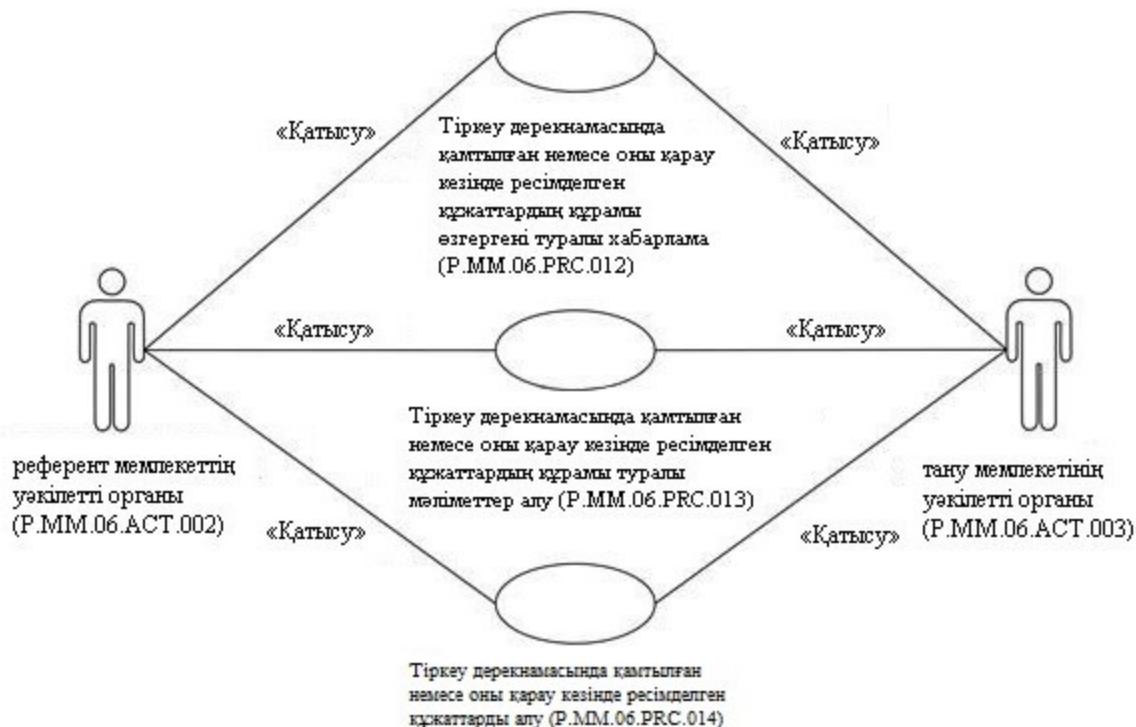 «Қатысу»
«Қатысу»
Тіркеу дерекнамасында
қамтылған немесе оны қарау
кезінде ресімделген
құжаттардың құрамы
өзгергені туралы хабарлама
(P.MM.06.PRC.012)
«Қатысу»
«Қатысу»
Тіркеу дерекнамасында қамтылған
немесе оны қарау кезінде ресімделген
құжаттардың құрамы туралы
мәліметтер алу (P.MM.06.PRC.013)
референт мемлекеттің
уәкілетті органы
(P.MM.06.ACT.002)
тану мемлекетінің
уәкілетті органы
(P.MM.06.ACT.003)
«Қатысу»
«Қатысу»
Тіркеу дерекнамасында қамтылған
немесе оны қарау кезінде ресімделген
құжаттарды алу (P.MM.06.PRC.014)